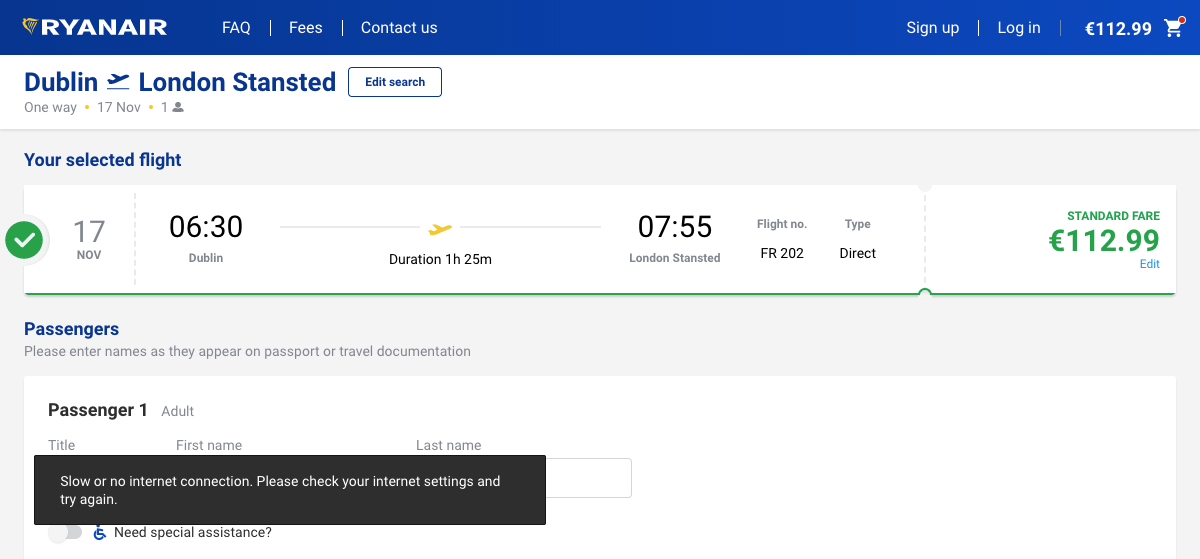 RYANAIR FAQ Fees Contact us Sign up Log in €112.99
Dublin London Stansted Edit search
One way • 17 Nov • 1
Your selected flight
17
NOV
06:30
Dublin
Duration 1h 25m
07:55
London Stansted
Flight no.
FR 202
Type
Direct
STANDARD FARE
€112.99
Edit
Passengers
Please enter names as they appear on passport or travel documentation
Passenger 1 Adult
Title First name Last name
Slow or no internet connection. Please check your internet settings and
try again.
Need special assistance?